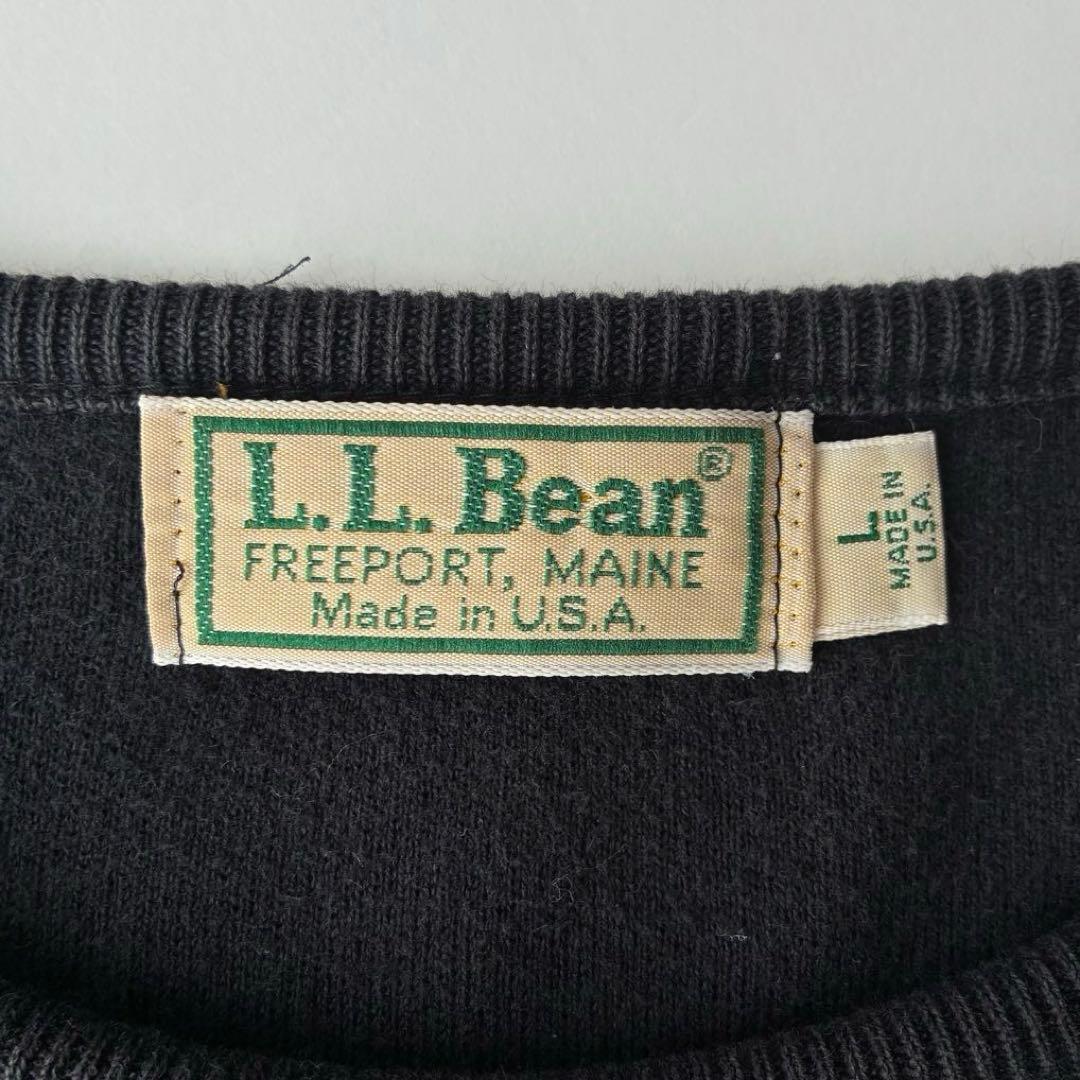 L.L.Bean®
FREEPORT, MAINE
Made in U.S.A.
L
MADE IN
U.S.A.